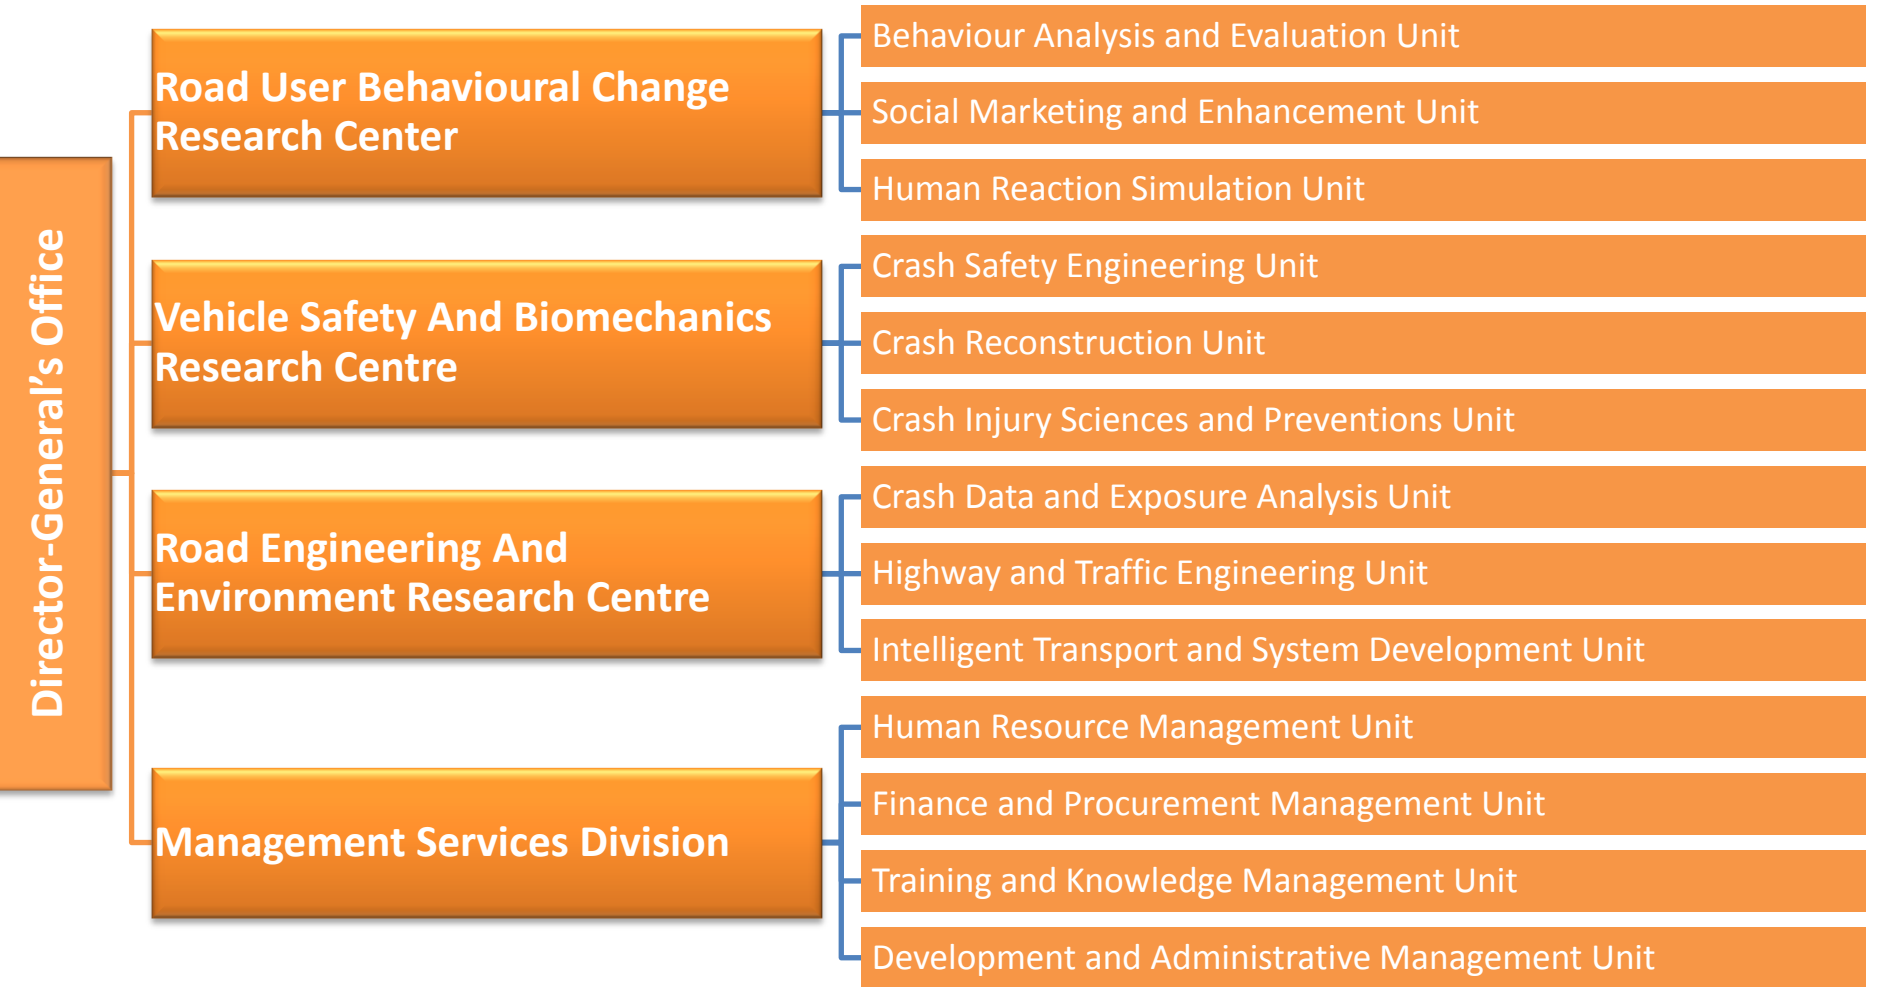 Director-General's Office
Road User Behavioural Change
Research Center
Behaviour Analysis and Evaluation Unit
Social Marketing and Enhancement Unit
Human Reaction Simulation Unit
Vehicle Safety And Biomechanics
Research Centre
Crash Safety Engineering Unit
Crash Reconstruction Unit
Crash Injury Sciences and Preventions Unit
Road Engineering And
Environment Research Centre
Crash Data and Exposure Analysis Unit
Highway and Traffic Engineering Unit
Intelligent Transport and System Development Unit
Management Services Division
Human Resource Management Unit
Finance and Procurement Management Unit
Training and Knowledge Management Unit
Development and Administrative Management Unit